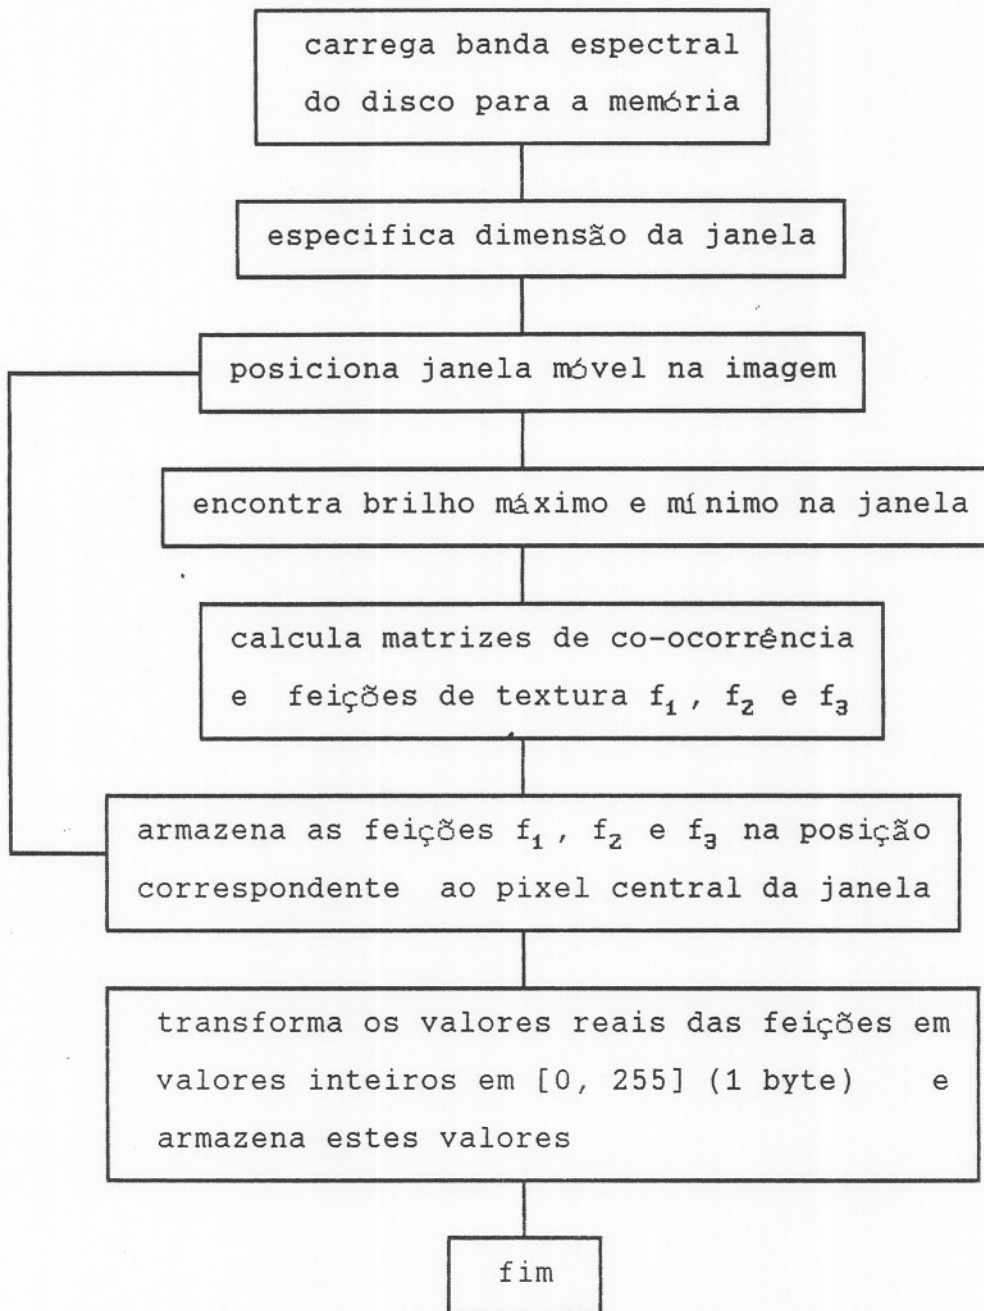 carrega banda espectral
do disco para a memória
especifica dimensão da janela
posiciona janela móvel na imagem
encontra brilho máximo e mínimo na janela
calcula matrizes de co-ocorrência
e feições de textura f₁, f₂ e f₃
armazena as feições f₁, f₂ e f₃ na posição
correspondente ao pixel central da janela
transforma os valores reais das feições em
valores inteiros em [0, 255] (1 byte) e
armazena estes valores
fim